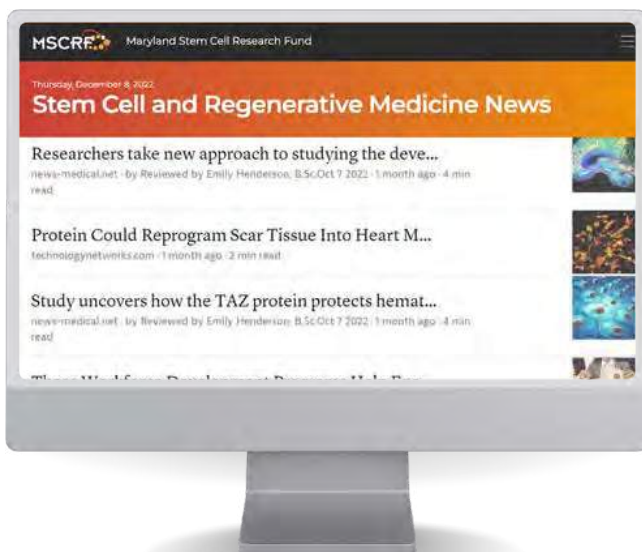 MSCRF Maryland Stem Cell Research Fund
Thursday, December 8, 2022
Stem Cell and Regenerative Medicine News
Researchers take new approach to studying the deve...
news-medical.net · by Reviewed by Emily Henderson, B.Sc.Oct 7 2022 · 1 month ago · 4 min
read
Protein Could Reprogram Scar Tissue Into Heart M...
technologynetworks.com · 1 month ago · 2 min read
Study uncovers how the TAZ protein protects hemat...
news-medical.net · by Reviewed by Emily Henderson, B.Sc.Oct 7 2022 · 1 month ago · 4 min
read